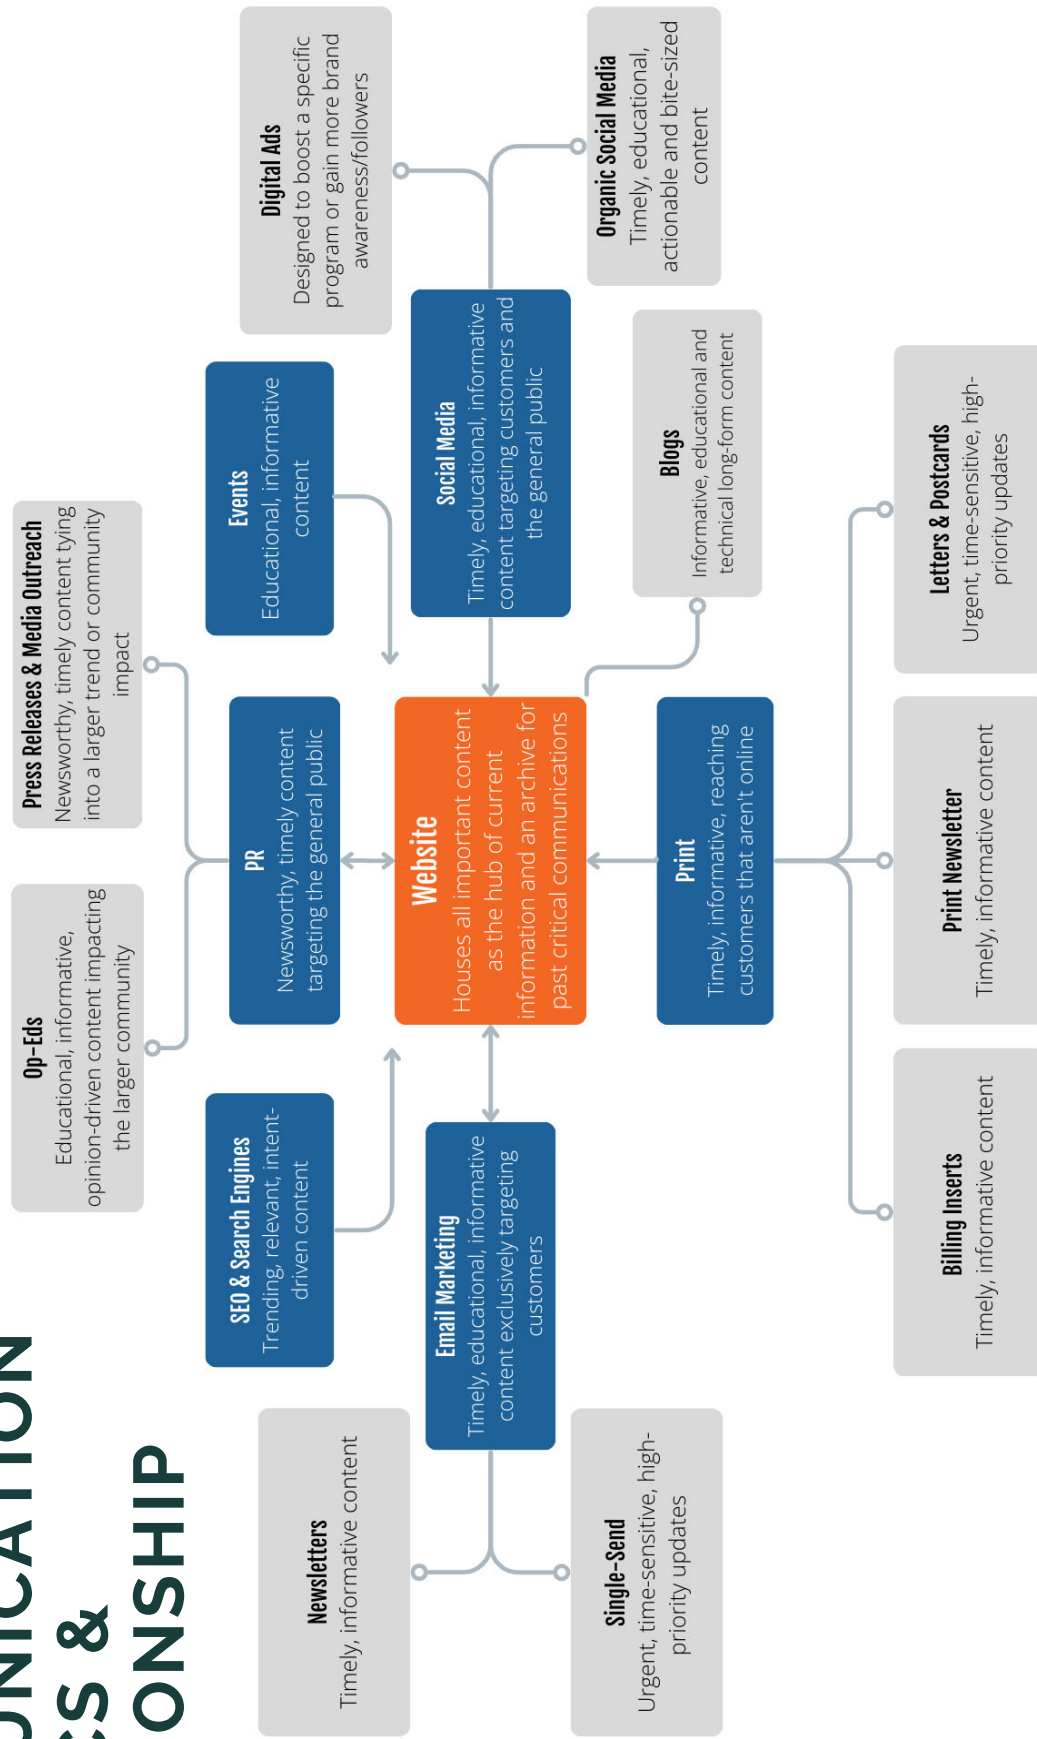 UNICATION
CS &
IONSHIP
Op-Eds
Educational, informative,
opinion-driven content impacting
the larger community
Press Releases & Media Outreach
Newsworthy, timely content tying
into a larger trend or community
impact
SEO & Search Engines
Trending, relevant, intent-
driven content
PR
Newsworthy, timely content
targeting the general public
Events
Educational, informative
content
Digital Ads
Designed to boost a specific
program or gain more brand
awareness/followers
Newsletters
Timely, informative content
Email Marketing
Timely, educational, informative
content exclusively targeting
customers
Website
Houses all important content
as the hub of current
information and an archive for
past critical communications
Social Media
Timely, educational, informative
content targeting customers and
the general public
Organic Social Media
Timely, educational,
actionable and bite-sized
content
Single-Send
Urgent, time-sensitive, high-
priority updates
Print
Timely, informative, reaching
customers that aren't online
Blogs
Informative, educational and
technical long-form content
Billing Inserts
Timely, informative content
Print Newsletter
Timely, informative content
Letters & Postcards
Urgent, time-sensitive, high-
priority updates